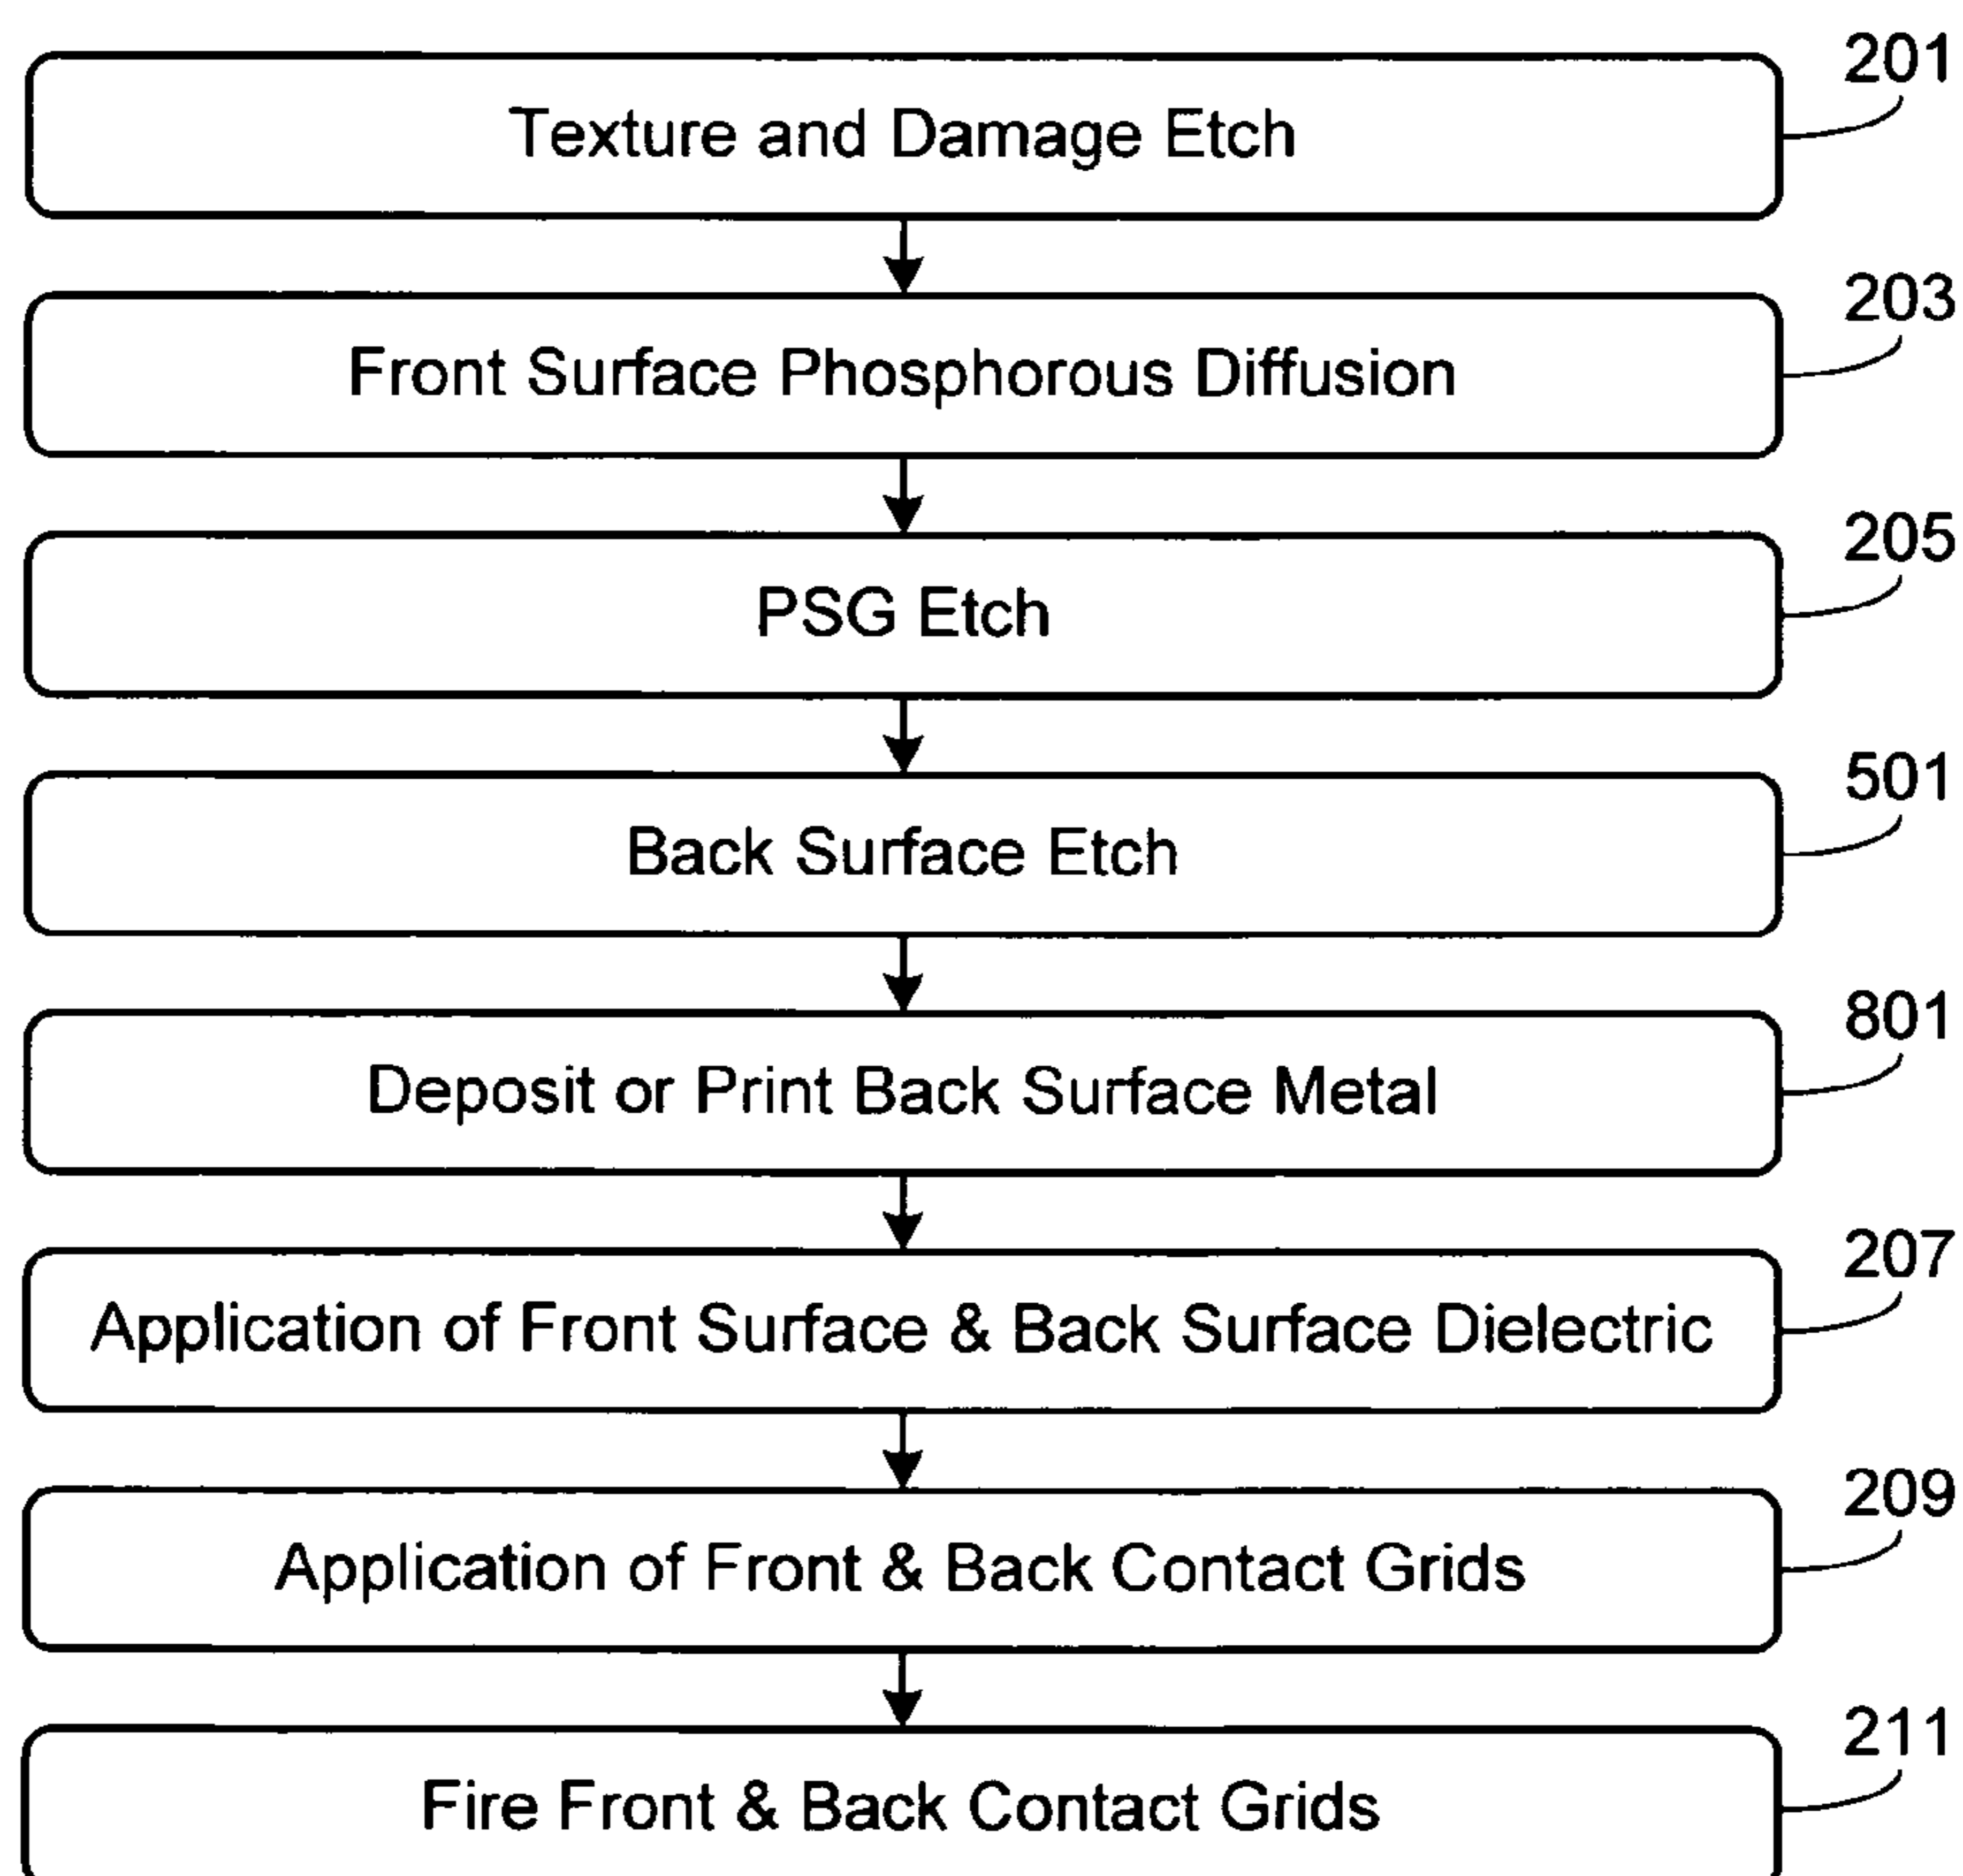 201
Texture and Damage Etch
203
Front Surface Phosphorous Diffusion
205
PSG Etch
501
Back Surface Etch
801
Deposit or Print Back Surface Metal
207
Application of Front Surface & Back Surface Dielectric
209
Application of Front & Back Contact Grids
211
Fire Front & Back Contact Grids